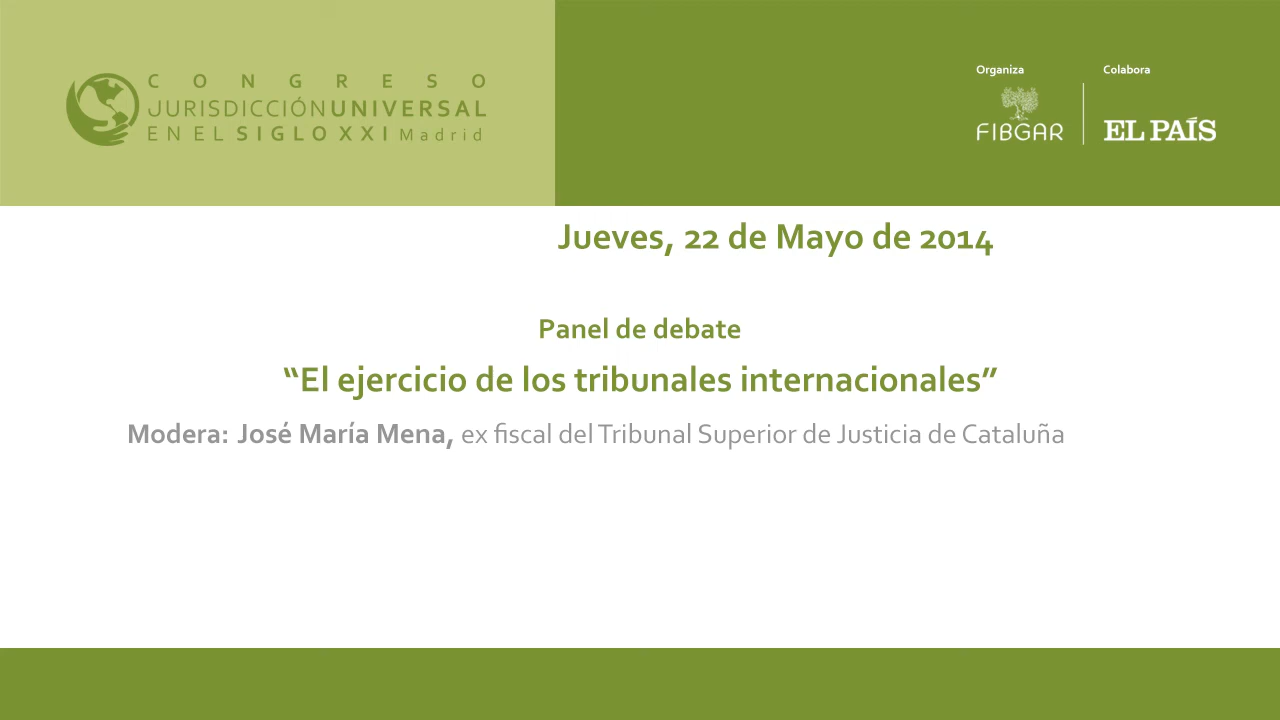 CONGRESO
JURISDICCIÓN UNIVERSAL
EN EL SIGLO XXI Madrid
Organiza
FIBGAR
Colabora
EL PAÍS
Jueves, 22 de Mayo de 2014
Panel de debate
“El ejercicio de los tribunales internacionales”
Modera: José María Mena, ex fiscal del Tribunal Superior de Justicia de Cataluña